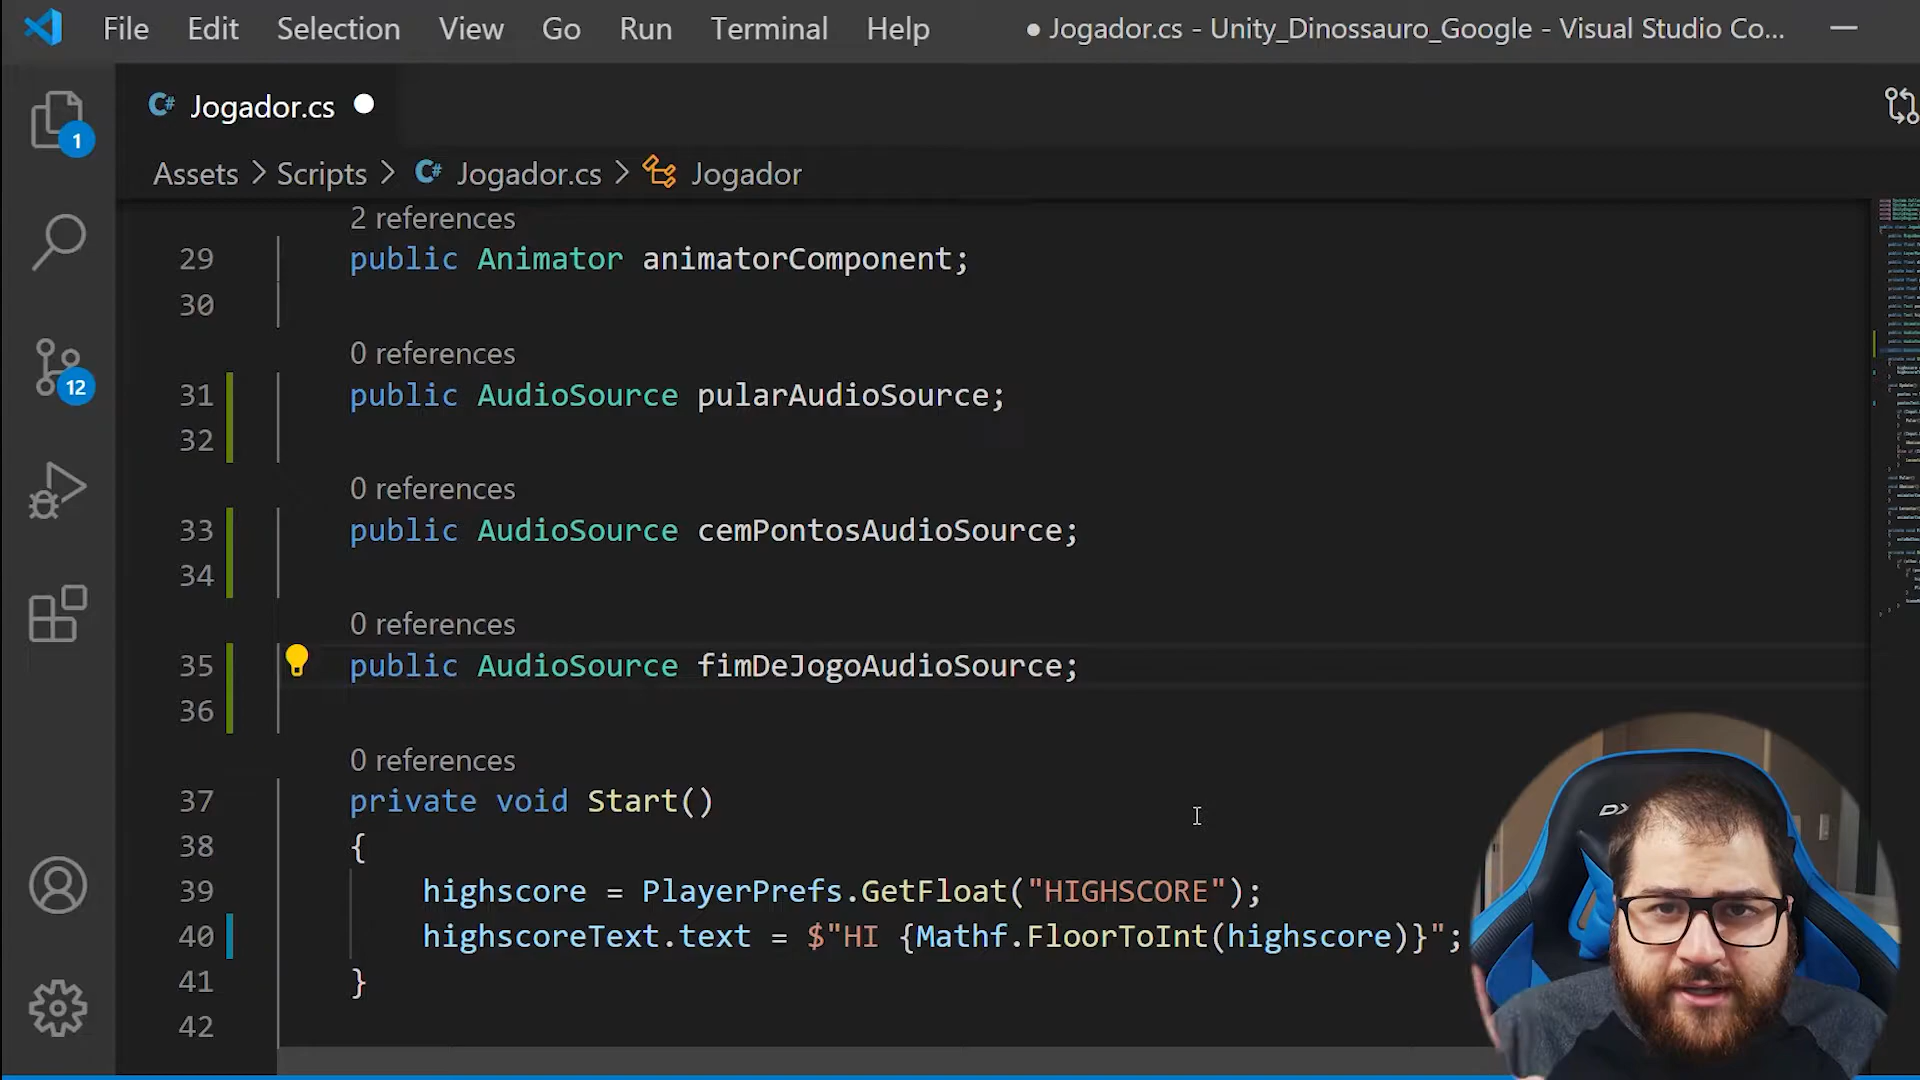 File Edit Selection View Go Run Terminal Help ● Jogador.cs - Unity_Dinossauro_Google - Visual Studio Co...
C# Jogador.cs
1
Assets > Scripts > C# Jogador.cs > Jogador
2 references
29 public Animator animatorComponent;
30
0 references
31 public AudioSource pularAudioSource;
12
32
0 references
33 public AudioSource cemPontosAudioSource;
34
0 references
35 public AudioSource fimDeJogoAudioSource;
36
0 references
37 private void Start()
38 {
39 highscore = PlayerPrefs.GetFloat("HIGHSCORE");
40 highscoreText.text = $"HI {Mathf.FloorToInt(highscore)}";
41 }
42
DX